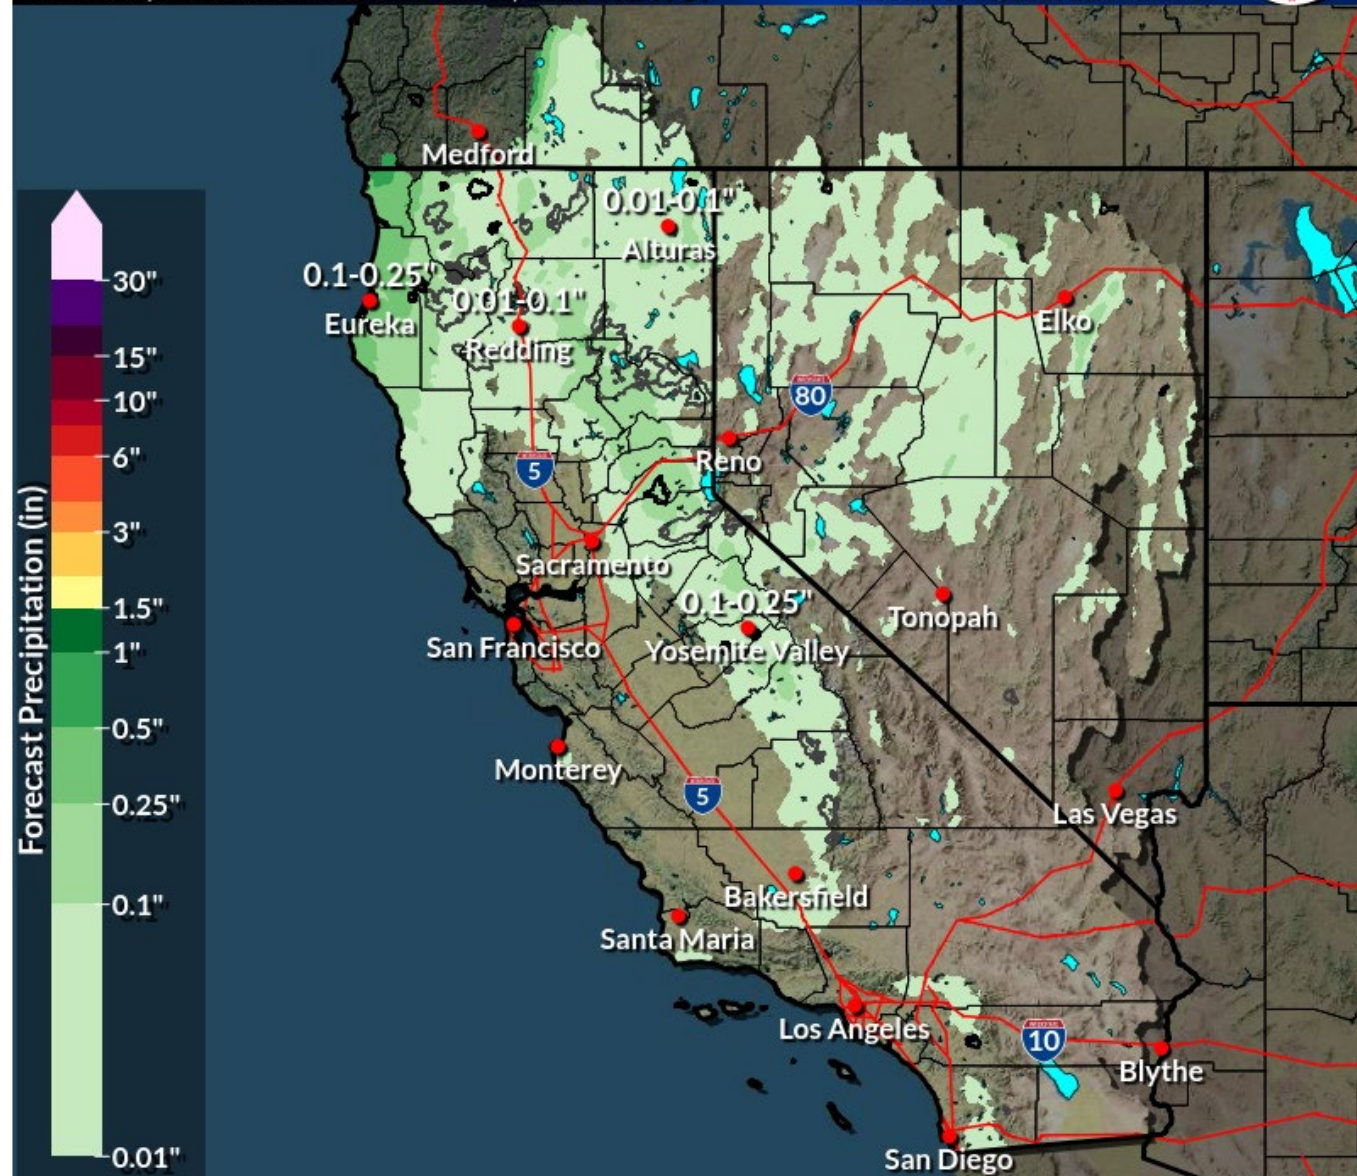 Medford
0.01-0.1"
Alturas
0.1-0.25"
Eureka
0.01-0.1"
Redding
Elko
80
Reno
5
Sacramento
0.1-0.25"
Yosemite Valley
San Francisco
Tonopah
Monterey
5
Las Vegas
Bakersfield
Santa Maria
Los Angeles
10
Blythe
San Diego
Forecast Precipitation (in)
30"
15"
10"
6"
3"
1.5"
1"
0.5"
0.25"
0.1"
0.01"